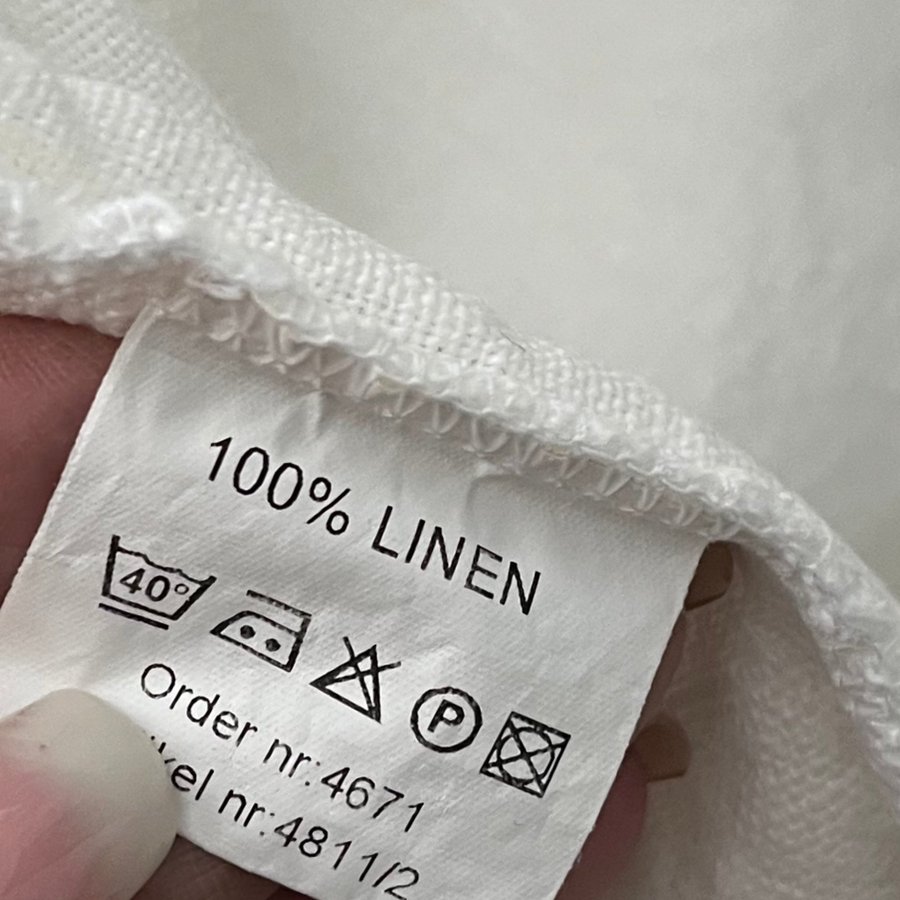 100% LINEN
40°
P
Order nr:4671
nr:4811/2